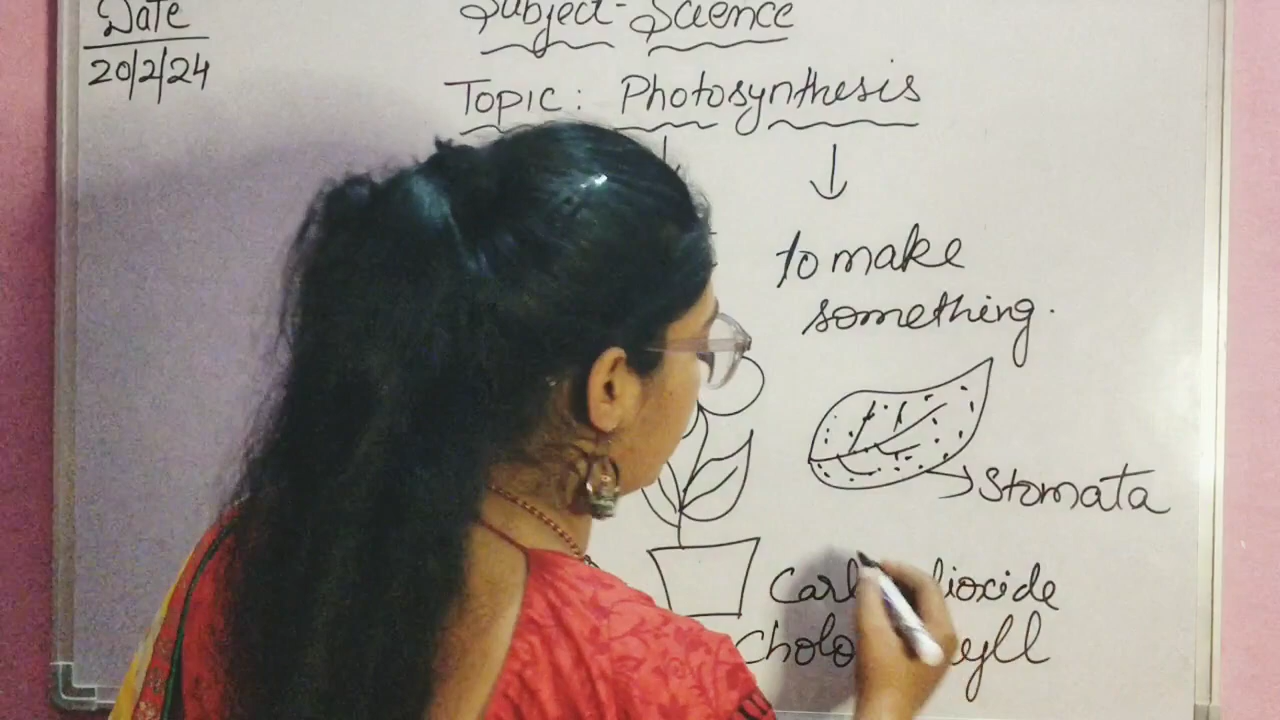 Date
20/2/24
Subject - Science
Topic: Photosynthesis
to make
something.
Stomata